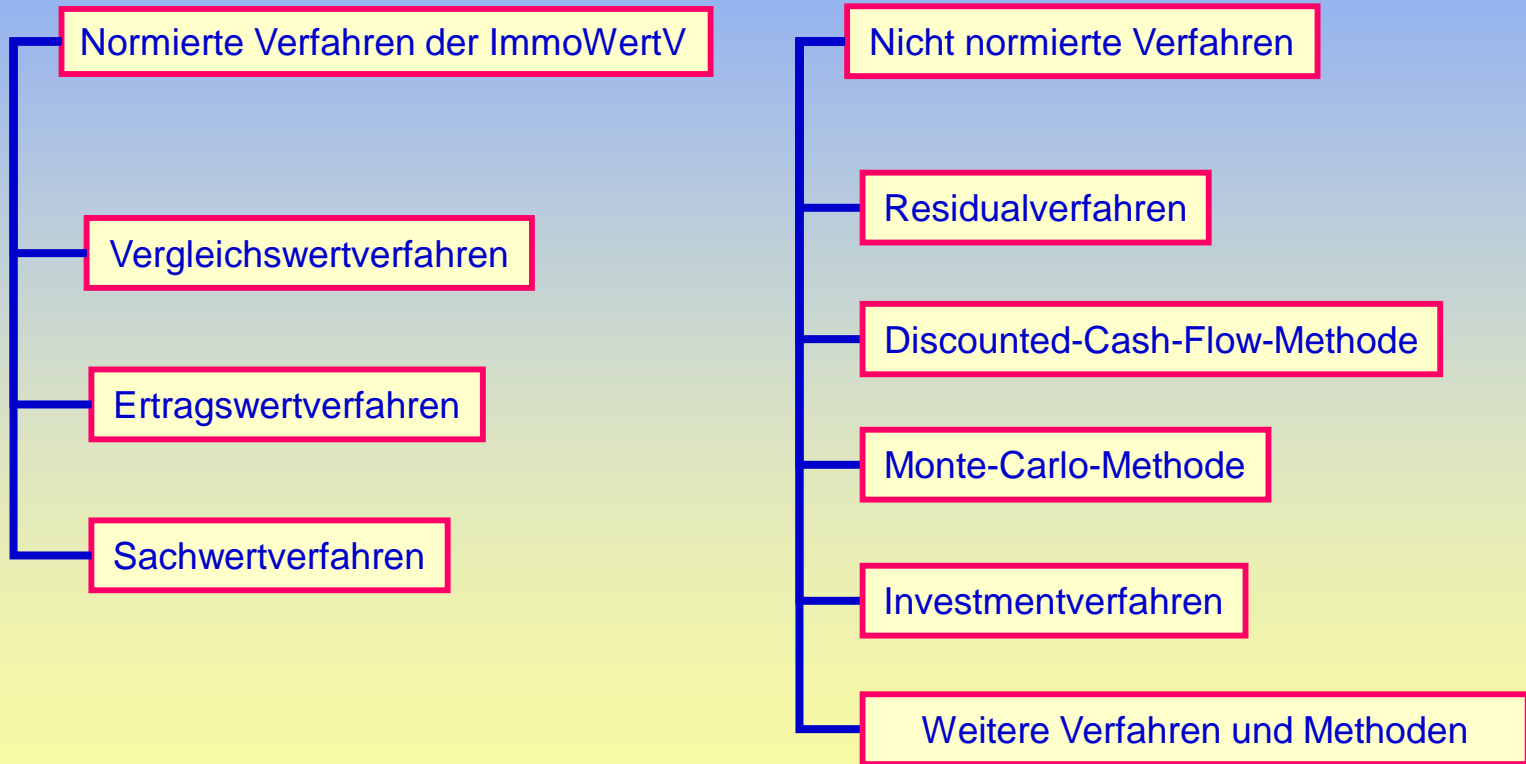 Normierte Verfahren der ImmoWertV
Vergleichswertverfahren
Ertragswertverfahren
Sachwertverfahren
Nicht normierte Verfahren
Residualverfahren
Discounted-Cash-Flow-Methode
Monte-Carlo-Methode
Investmentverfahren
Weitere Verfahren und Methoden